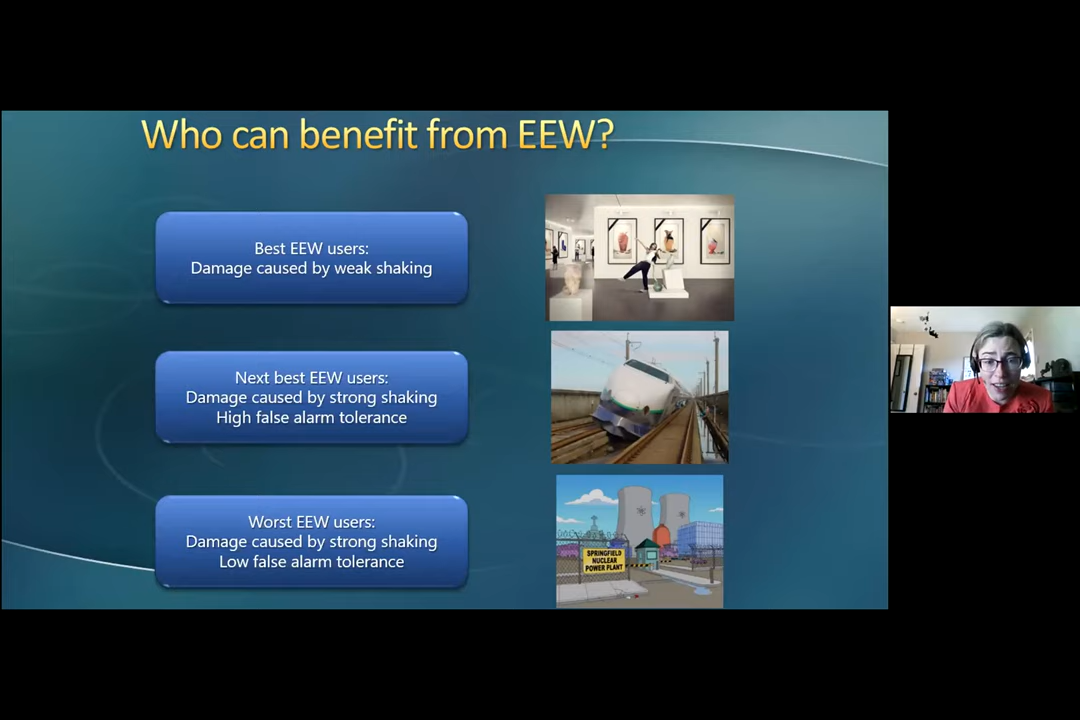 Who can benefit from EEW?
Best EEW users:
Damage caused by weak shaking
Next best EEW users:
Damage caused by strong shaking
High false alarm tolerance
Worst EEW users:
Damage caused by strong shaking
Low false alarm tolerance
SPRINGFIELD
NUCLEAR
POWER PLANT